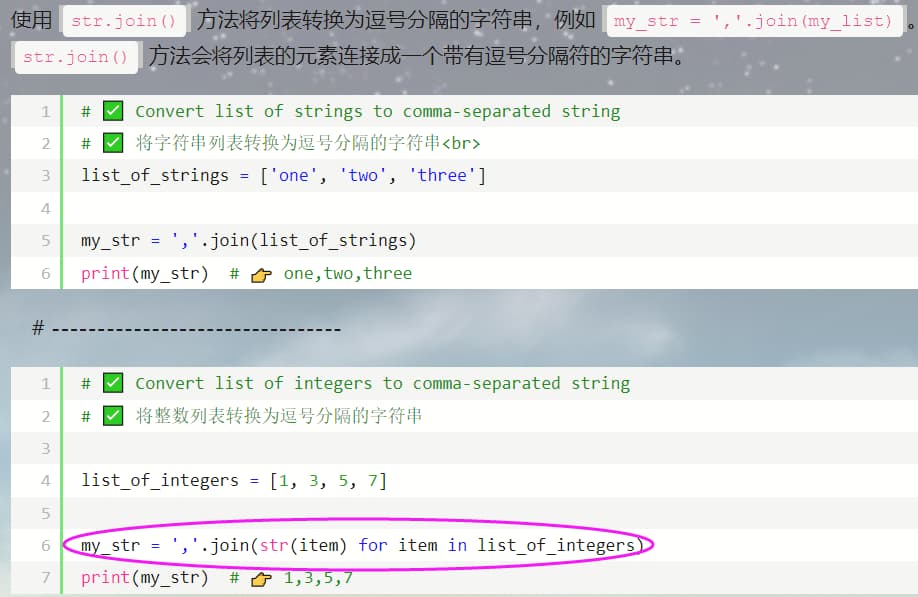 使用 str.join() 方法将列表转换为逗号分隔的字符串，例如 my_str = ','.join(my_list) 。
str.join() 方法会将列表的元素连接成一个带有逗号分隔符的字符串。
1 # ✅ Convert list of strings to comma-separated string
2 # ✅ 将字符串列表转换为逗号分隔的字符串<br>
3 list_of_strings = ['one', 'two', 'three']
4
5 my_str = ','.join(list_of_strings)
6 print(my_str)  # 👉 one,two,three
# --------------------------------
1 # ✅ Convert list of integers to comma-separated string
2 # ✅ 将整数列表转换为逗号分隔的字符串
3
4 list_of_integers = [1, 3, 5, 7]
5
6 my_str = ','.join(str(item) for item in list_of_integers)
7 print(my_str)  # 👉 1,3,5,7